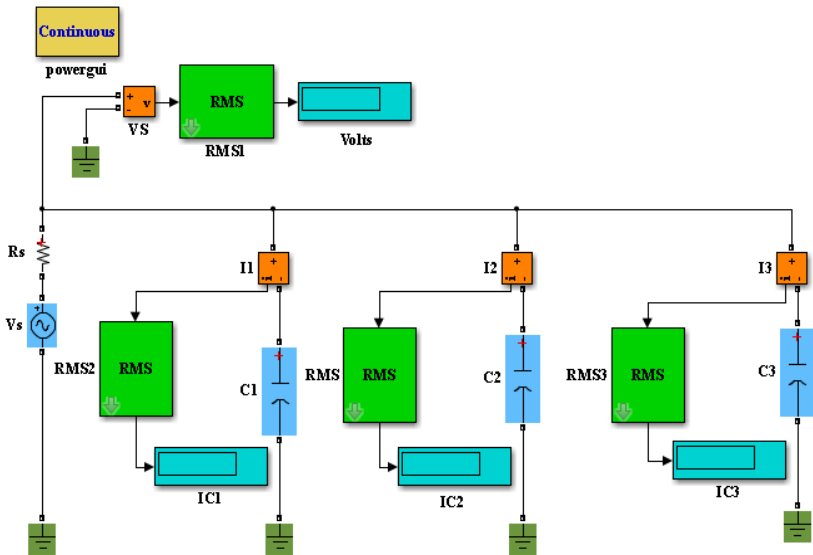 Continuous
powergui
+
-
v
VS
RMS
RMS1
Volts
Rs
+
Vs
I1
+
i
-
I2
+
i
-
I3
+
i
-
RMS2
RMS
C1
+
RMS
RMS
C2
+
RMS3
RMS
C3
+
IC1
IC2
IC3